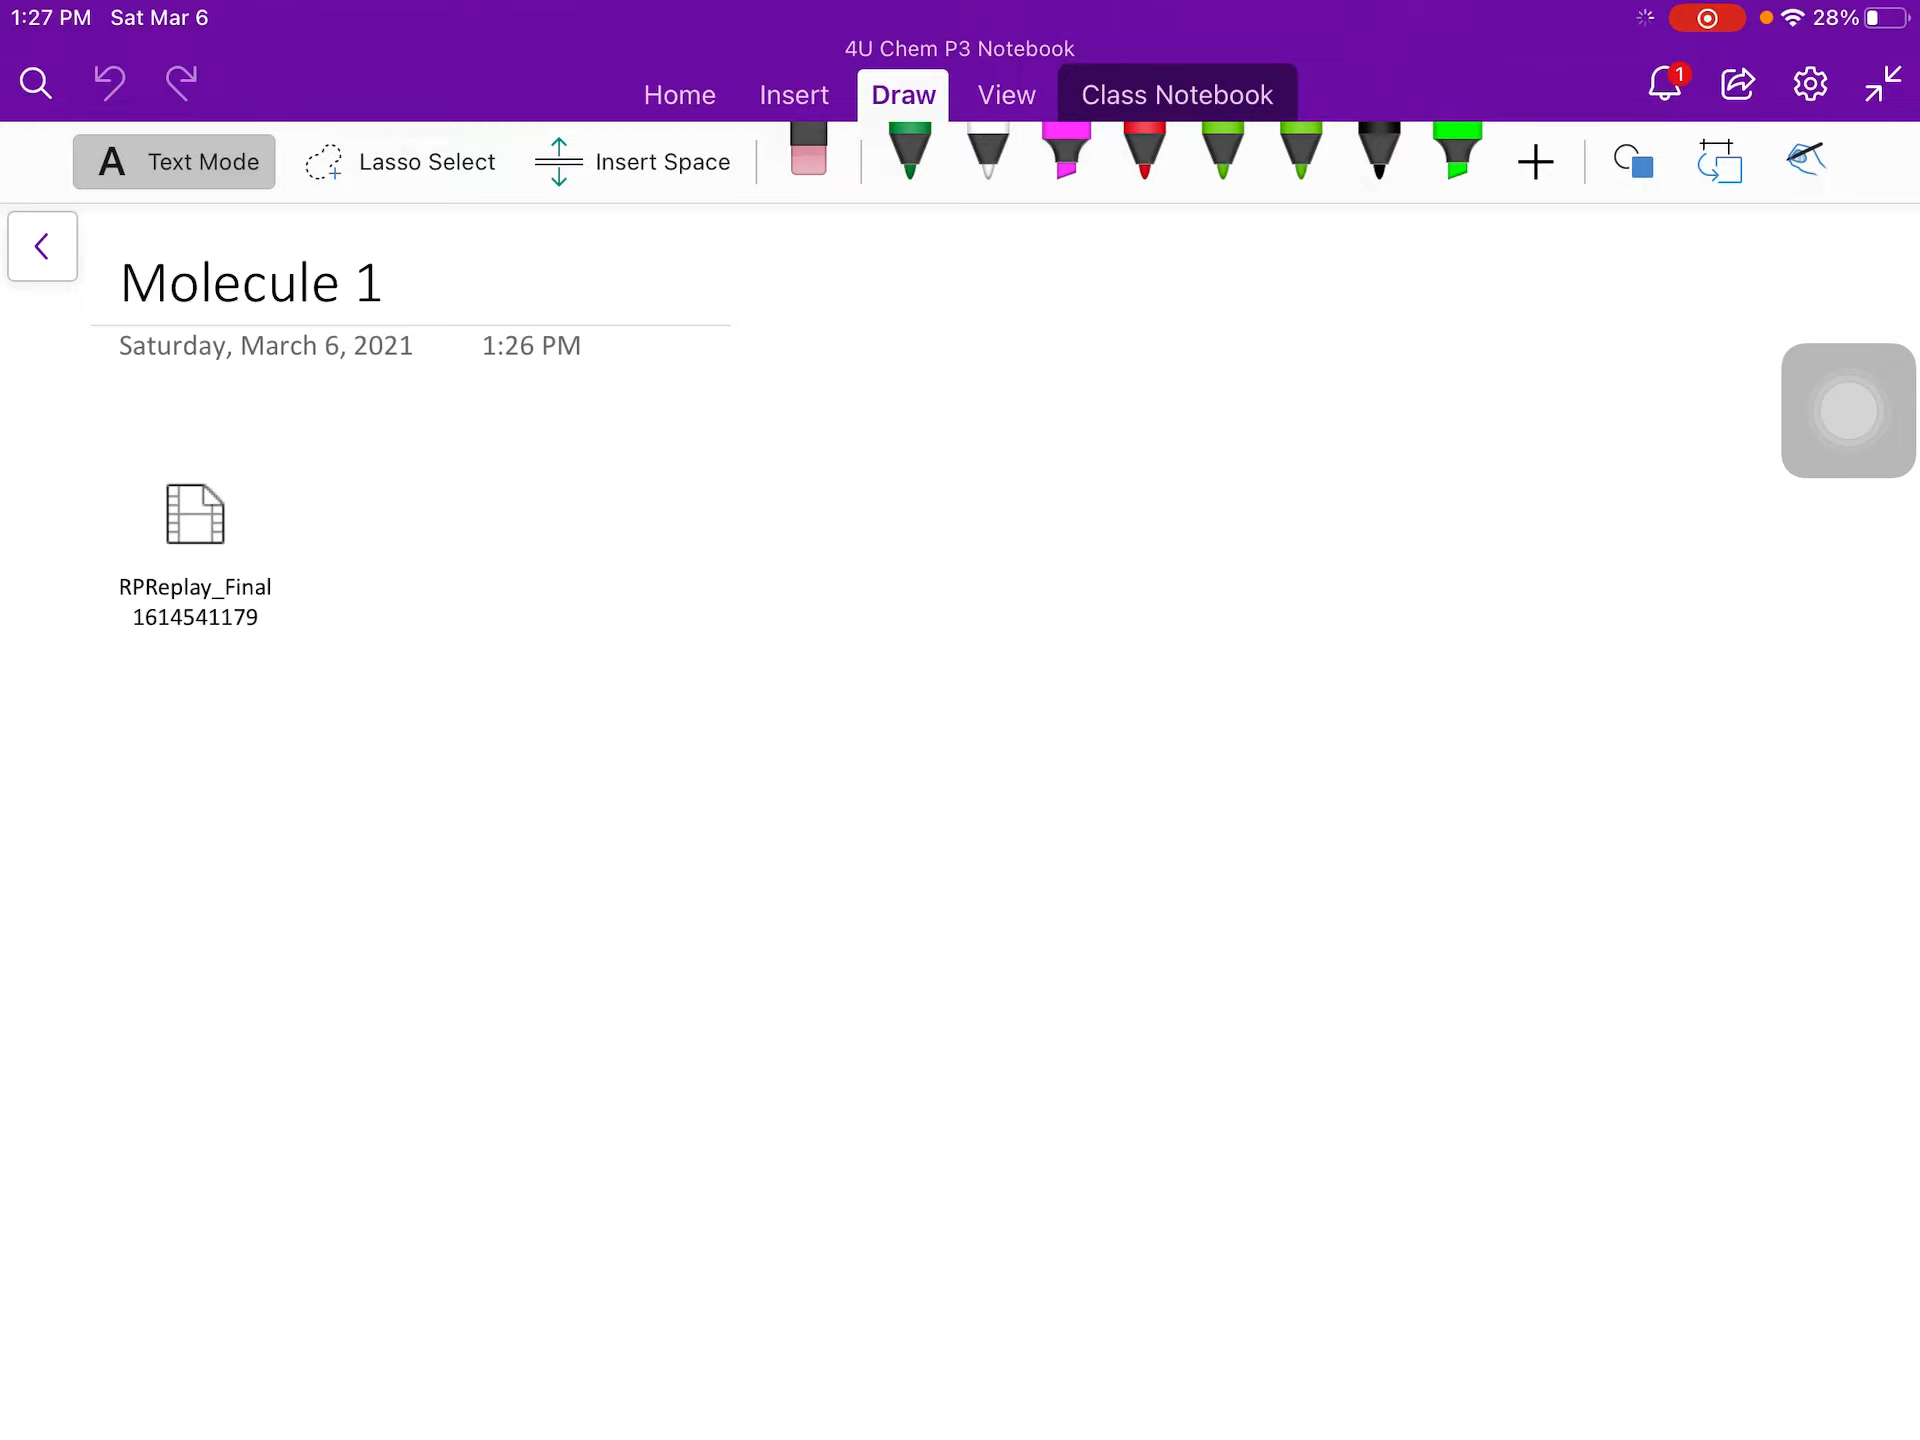 1:27 PM Sat Mar 6
28%
4U Chem P3 Notebook
Home Insert Draw View Class Notebook
1
A Text Mode Lasso Select Insert Space
Molecule 1
Saturday, March 6, 2021 1:26 PM
RPReplay_Final
1614541179